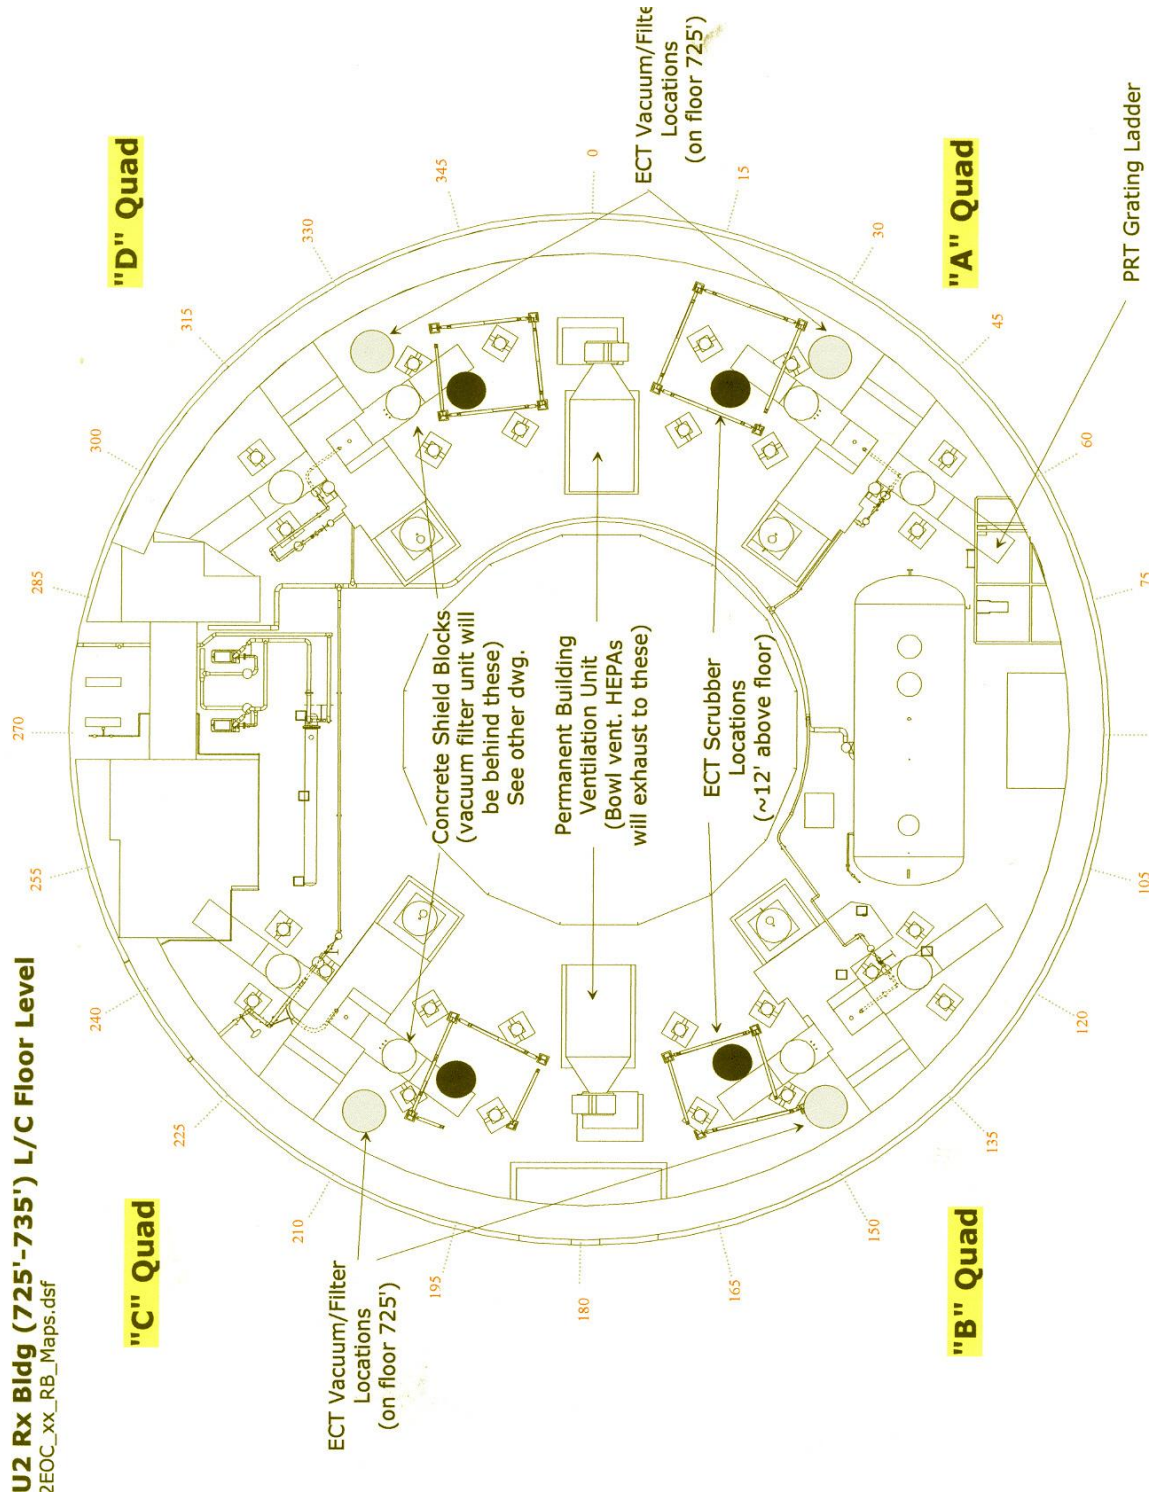 U2 Rx Bldg (725'-735') L/C Floor Level
2EOC_xx_RB_Maps.dsf
"C" Quad
"D" Quad
225
240
255
270
285
300
315
330
345
0
15
30
45
60
75
105
120
135
150
165
180
195
210
ECT Vacuum/Filter
Locations
(on floor 725')
Concrete Shield Blocks
(vacuum filter unit will
be behind these)
See other dwg.
Permanent Building
Ventilation Unit
(Bowl vent. HEPAs
will exhaust to these)
ECT Scrubber
Locations
(~12' above floor)
ECT Vacuum/Filte
Locations
(on floor 725')
"B" Quad
"A" Quad
PRT Grating Ladder